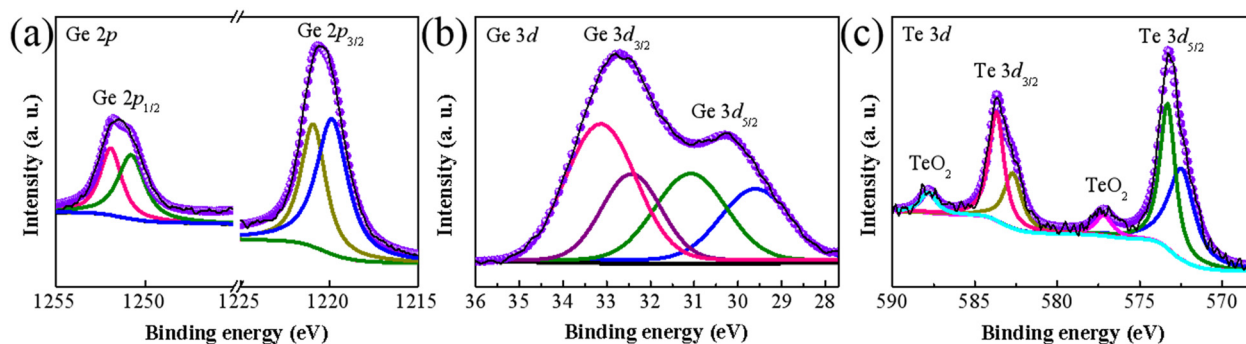 (a)
Ge 2p
Ge 2p1/2
Ge 2p3/2
Intensity (a. u.)
1255
1250
1225
1220
1215
Binding energy (eV)
(b)
Ge 3d
Ge 3d3/2
Ge 3d5/2
Intensity (a. u.)
36
35
34
33
32
31
30
29
28
Binding energy (eV)
(c)
Te 3d
Te 3d5/2
Te 3d3/2
TeO2
TeO2
Intensity (a. u.)
590
585
580
575
570
Binding energy (eV)